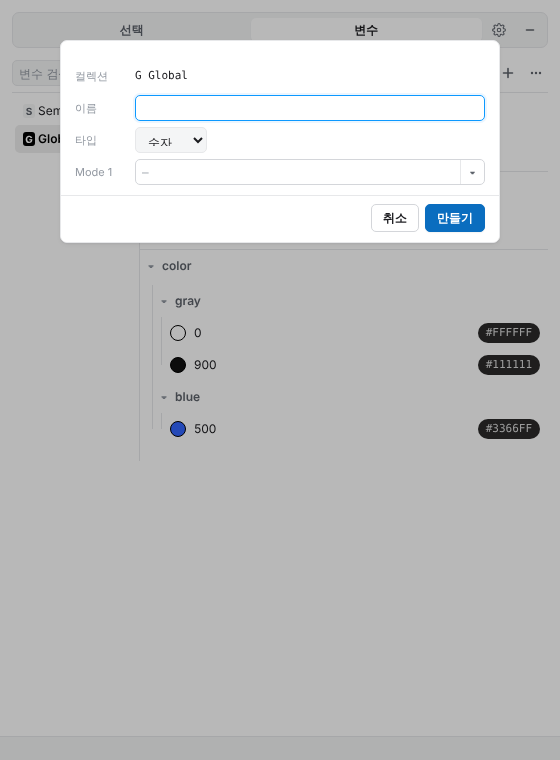 선택
변수
변수 검
S Sem
G Glob
컬렉션
G Global
이름
타입
숫자
Mode 1
—
취소
만들기
color
gray
0
#FFFFFF
900
#111111
blue
500
#3366FF